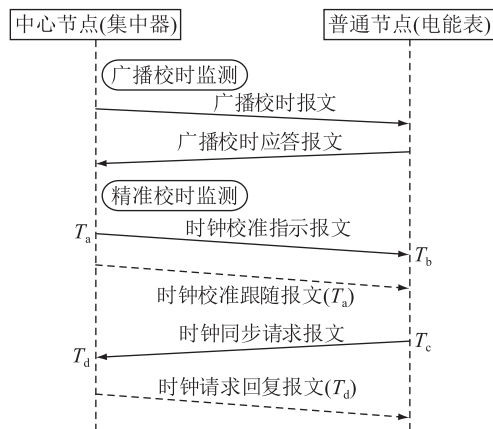 中心节点(集中器) 普通节点(电能表)
广播校时监测
广播校时报文
广播校时应答报文
精准校时监测
时钟校准指示报文
Ta
Tb
时钟校准跟随报文(Ta)
时钟同步请求报文
Tc
Td
时钟请求回复报文(Td)